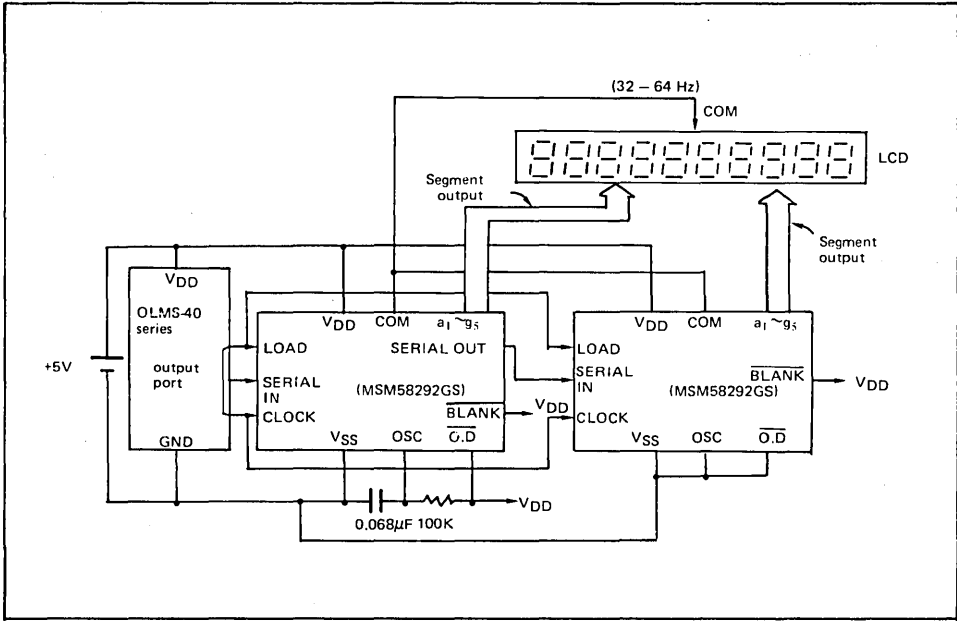 (32 – 64 Hz)
COM
LCD
Segment
output
Segment
output
+5V
VDD
OLMS-40
series
output
port
GND
VDD COM a1~g5
LOAD
SERIAL OUT
SERIAL
IN
(MSM58292GS)
CLOCK
BLANK
VDD
VSS OSC O.D
0.068μF 100K
VDD
VDD COM a1~g5
LOAD
SERIAL
IN
BLANK
VDD
(MSM58292GS)
CLOCK
VSS OSC O.D